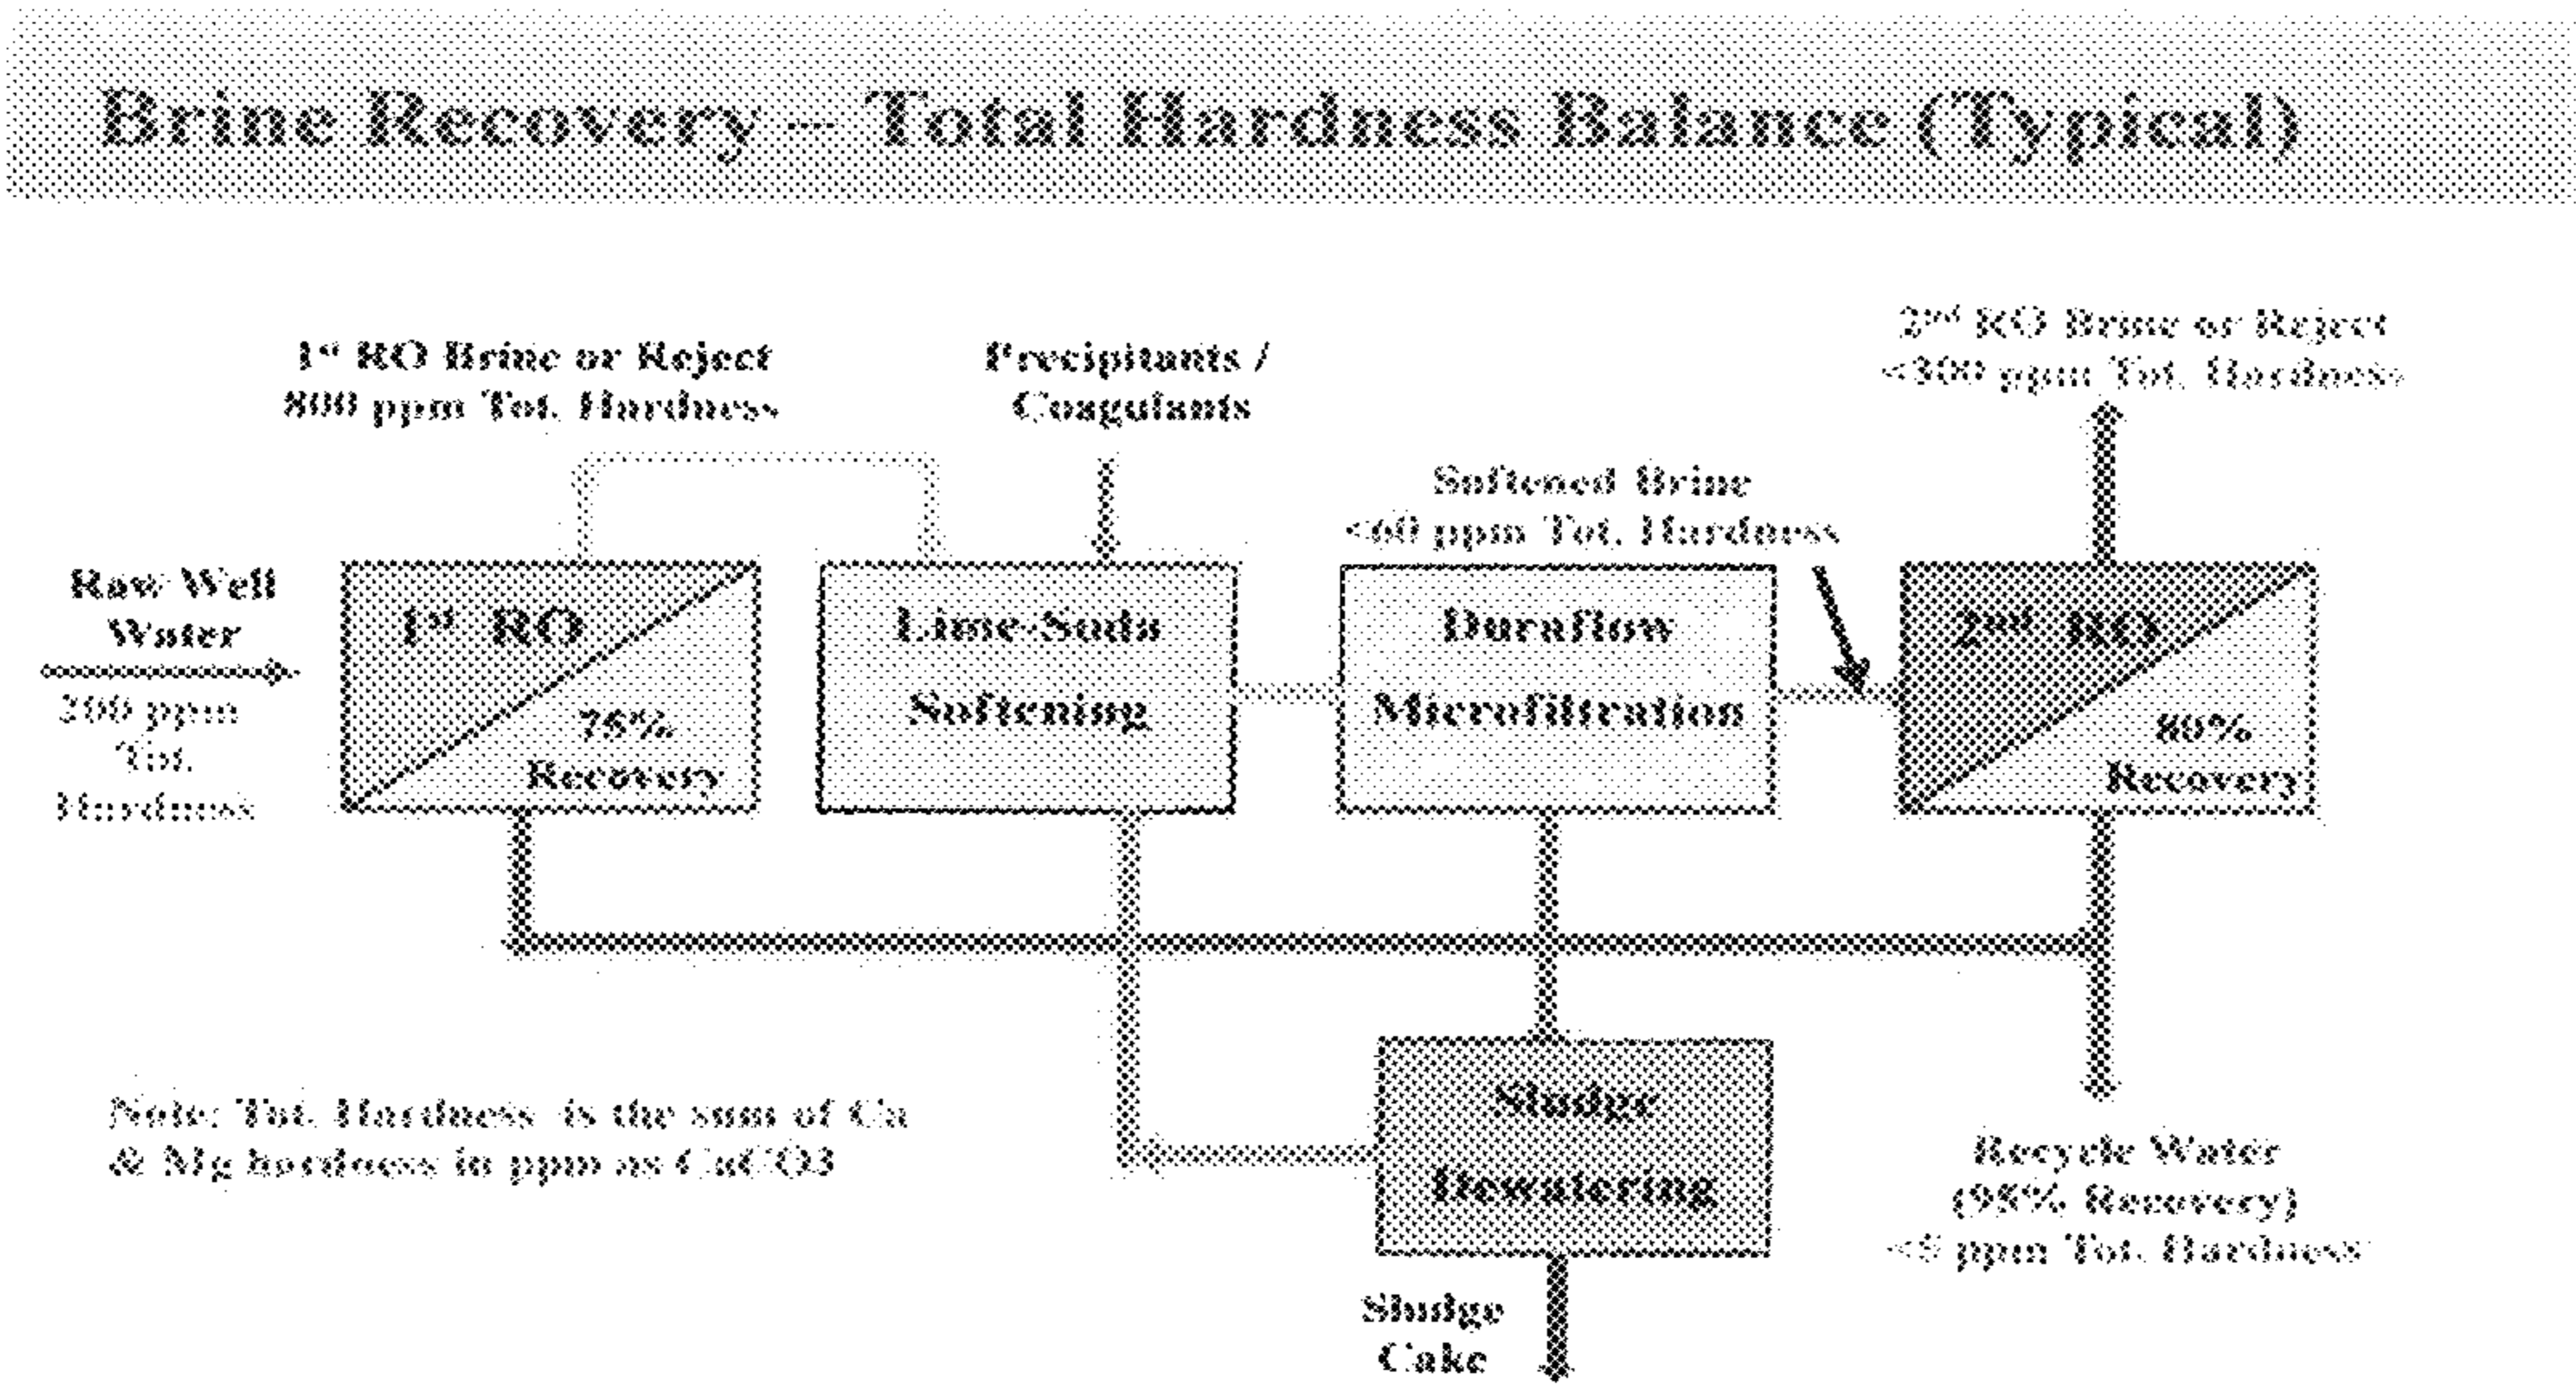 Brine Recovery – Total Hardness Balance (Typical)
1st RO Brine or Reject
800 ppm Tot. Hardness
Precipitants /
Coagulants
2nd RO Brine or Reject
<300 ppm Tot. Hardness
Softened Brine
<60 ppm Tot. Hardness
Raw Well
Water
200 ppm
Tot.
Hardness
1st RO
75%
Recovery
Lime-Soda
Softening
Duraflow
Microfiltration
2nd RO
80%
Recovery
Note: Tot. Hardness is the sum of Ca
& Mg hardness in ppm as CaCO3
Sludge
Dewatering
Recycle Water
(95% Recovery)
<5 ppm Tot. Hardness
Sludge
Cake